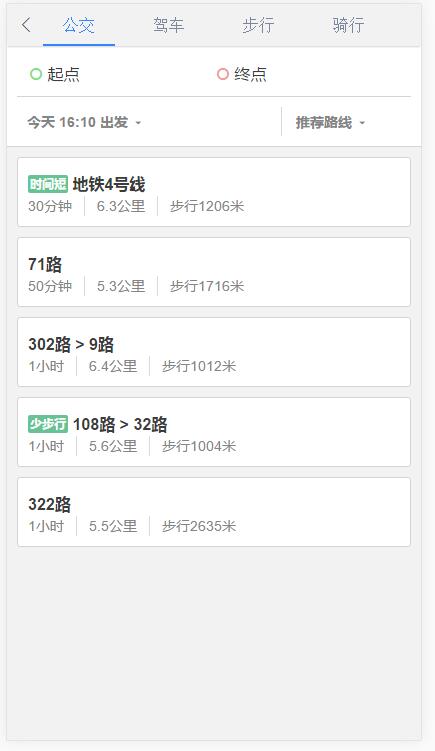 公交 驾车 步行 骑行
起点 终点
今天 16:10 出发 推荐路线
时间短 地铁4号线
30分钟 6.3公里 步行1206米
71路
50分钟 5.3公里 步行1716米
302路 > 9路
1小时 6.4公里 步行1012米
少步行 108路 > 32路
1小时 5.6公里 步行1004米
322路
1小时 5.5公里 步行2635米